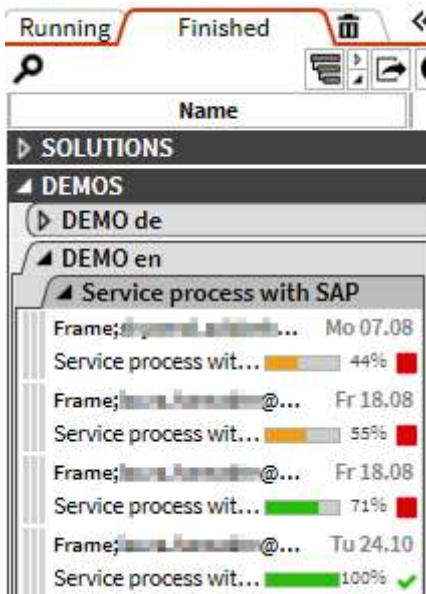 Running Finished
Name
SOLUTIONS
DEMOS
DEMO de
DEMO en
Service process with SAP
Frame; ... Mo 07.08
Service process wit... 44%
Frame; @... Fr 18.08
Service process wit... 55%
Frame; @... Fr 18.08
Service process wit... 71%
Frame; @... Tu 24.10
Service process wit... 100%